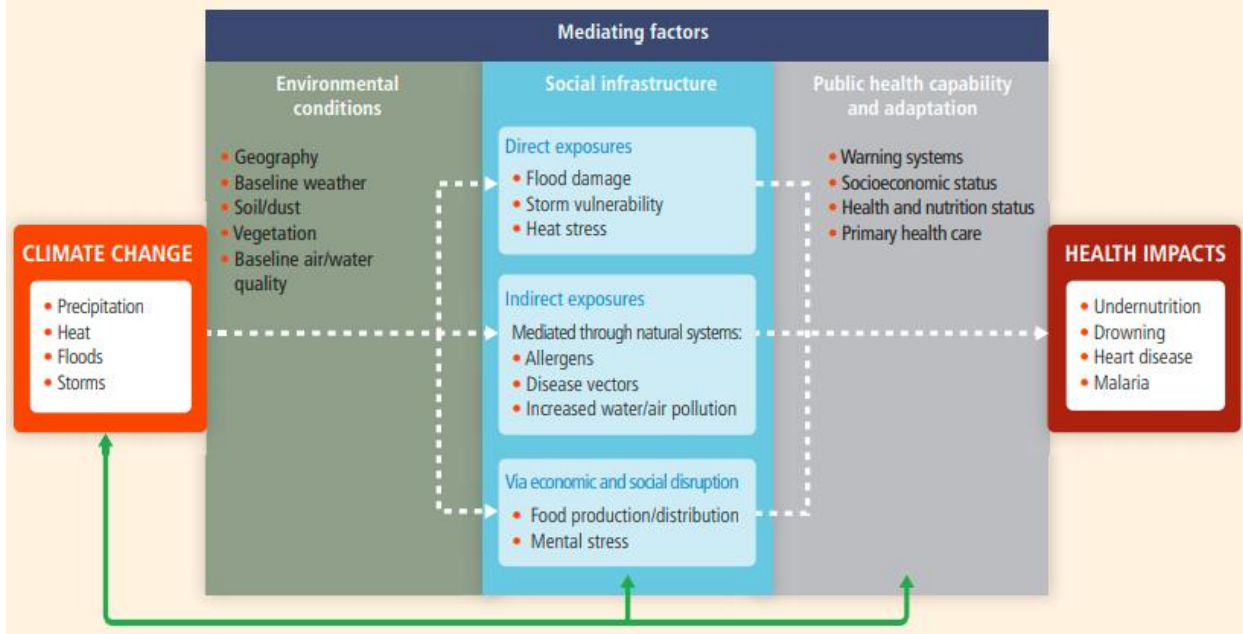 Mediating factors
Environmental
conditions
• Geography
• Baseline weather
• Soil/dust
• Vegetation
• Baseline air/water
quality
Social infrastructure
Direct exposures
• Flood damage
• Storm vulnerability
• Heat stress
Indirect exposures
Mediated through natural systems:
• Allergens
• Disease vectors
• Increased water/air pollution
Via economic and social disruption
• Food production/distribution
• Mental stress
Public health capability
and adaptation
• Warning systems
• Socioeconomic status
• Health and nutrition status
• Primary health care
CLIMATE CHANGE
• Precipitation
• Heat
• Floods
• Storms
HEALTH IMPACTS
• Undernutrition
• Drowning
• Heart disease
• Malaria